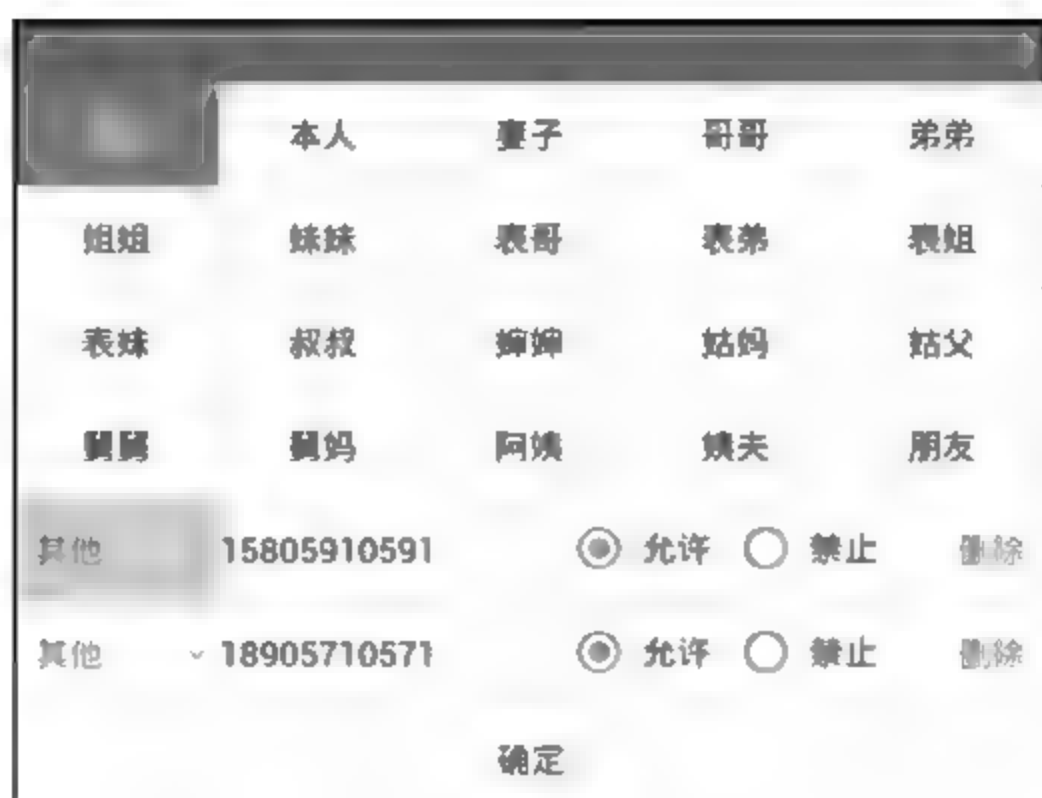 本人 妻子 哥哥 弟弟
姐姐 妹妹 表哥 表弟 表姐
表妹 叔叔 婶婶 姑妈 姑父
舅舅 舅妈 阿姨 姨夫 朋友
其他 15805910591 允许 禁止 删除
其他 18905710571 允许 禁止 删除
确定